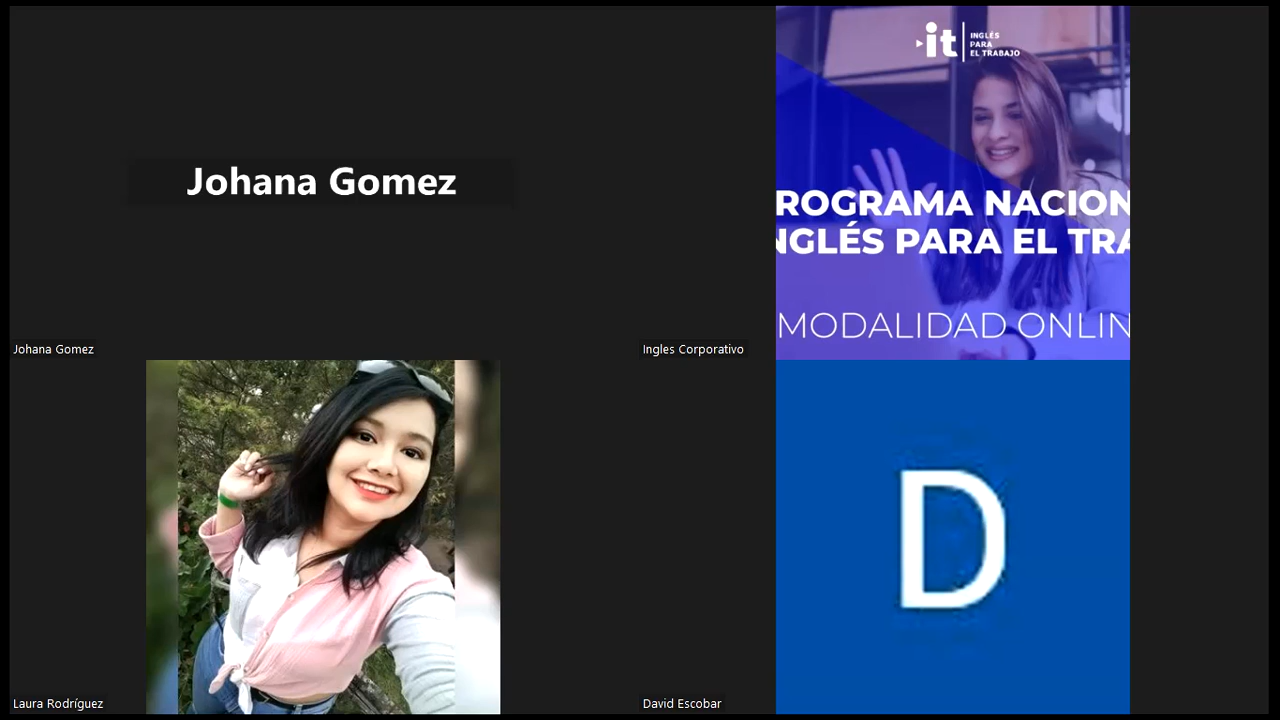 Johana Gomez
Johana Gomez
it
INGLÉS
PARA
EL TRABAJO
ROGRAMA NACION
NGLÉS PARA EL TRA
MODALIDAD ONLIN
Ingles Corporativo
Laura Rodríguez
D
David Escobar